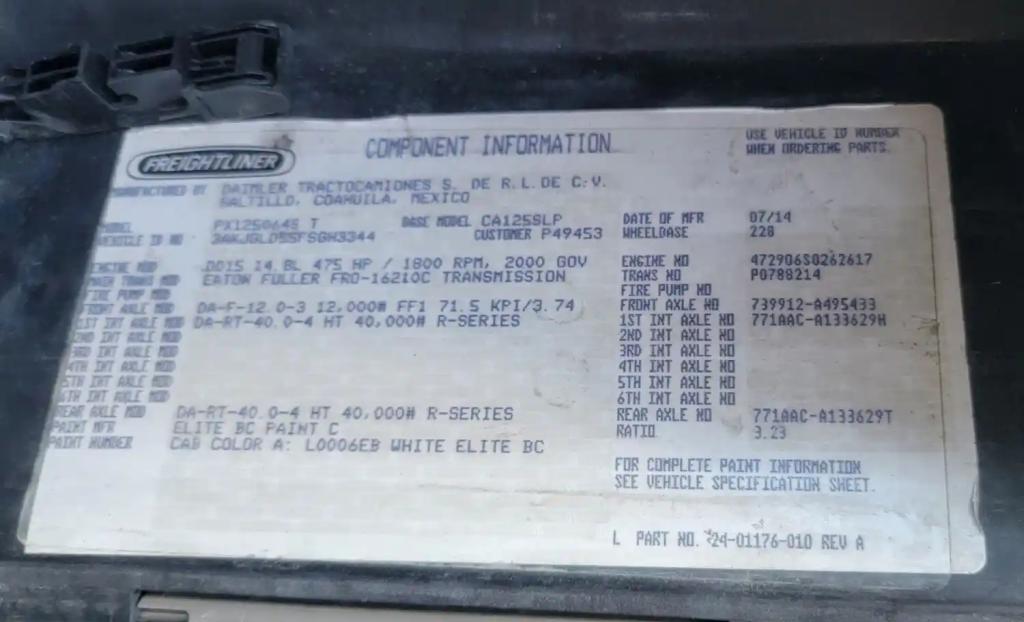 FREIGHTLINER
COMPONENT INFORMATION
USE VEHICLE ID NUMBER
WHEN ORDERING PARTS.
MANUFACTURED BY DAIMLER TRACTOCAMIONES S. DE R.L. DE C.V.
SALTILLO, COAHUILA, MEXICO
MODEL PX125064S T BASE MODEL CA125SLP DATE OF MFR 07/14
VEHICLE ID NO 3AKJGLD55FSGH3344 CUSTOMER P49453 WHEELBASE 228
ENGINE MOD DD15 14.8L 475 HP / 1800 RPM, 2000 GOV ENGINE NO 472906S0262617
MAIN TRANS MOD EATON FULLER FRO-16210C TRANSMISSION TRANS NO P0788214
FIRE PUMP MOD FIRE PUMP NO
FRONT AXLE MOD DA-F-12.0-3 12,000# FF1 71.5 KPI/3.74 FRONT AXLE NO 739912-A495433
1ST INT AXLE MOD DA-RT-40.0-4 HT 40,000# R-SERIES 1ST INT AXLE NO 771AAC-A133629H
2ND INT AXLE MOD 2ND INT AXLE NO
3RD INT AXLE MOD 3RD INT AXLE NO
4TH INT AXLE MOD 4TH INT AXLE NO
5TH INT AXLE MOD 5TH INT AXLE NO
6TH INT AXLE MOD 6TH INT AXLE NO
REAR AXLE MOD DA-RT-40.0-4 HT 40,000# R-SERIES REAR AXLE NO 771AAC-A133629T
PAINT MFR ELITE BC PAINT C RATIO 3.23
PAINT NUMBER CAB COLOR A: L0006EB WHITE ELITE BC
FOR COMPLETE PAINT INFORMATION
SEE VEHICLE SPECIFICATION SHEET.
L PART NO. 24-01176-010 REV A